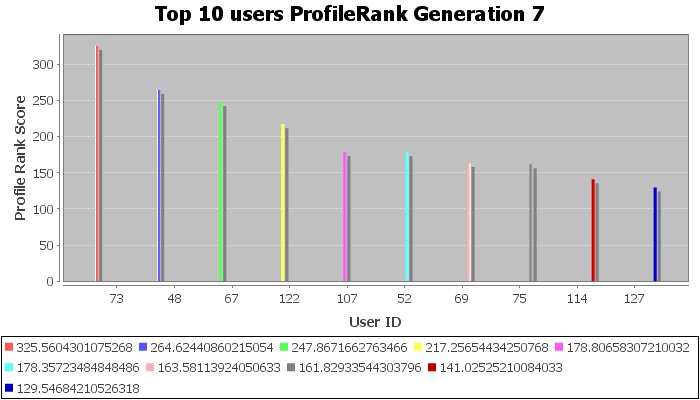 Top 10 users ProfileRank Generation 7
Profile Rank Score
300
250
200
150
100
50
0
73 48 67 122 107 52 69 75 114 127
User ID
325.5604301075268 264.62440860215054 247.8671662763466 217.25654434250768 178.80658307210032
178.35723484848486 163.58113924050633 161.82933544303796 141.02525210084033
129.54684210526318